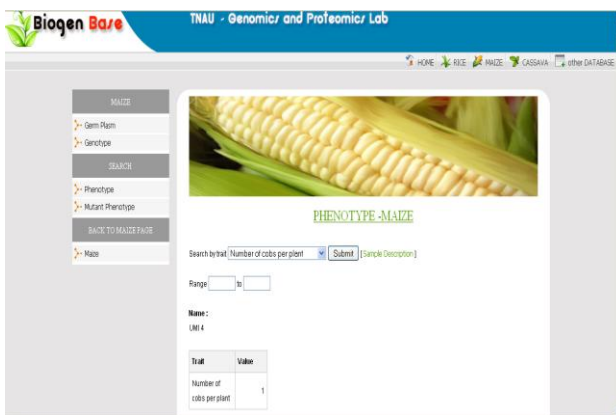 Biogen Base
TNAU - Genomics and Proteomics Lab
HOME RICE MAIZE CASSAVA other DATABASE
MAIZE
Germ Plasm
Genotype
SEARCH
Phenotype
Mutant Phenotype
BACK TO MAIZE PAGE
Maize
PHENOTYPE -MAIZE
Search by trait Number of cobs per plant Submit [Sample Description]
Range to
Name :
UMI 4
Trait Value
Number of
cobs per plant 1